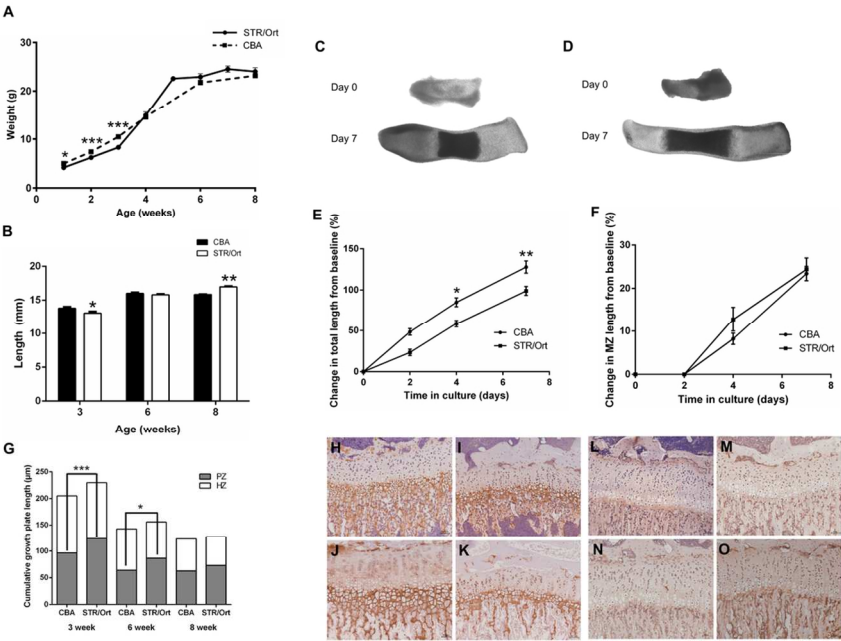 A
STR/Ort
CBA
Weight (g)
30
20
10
0
* *** ***
0 2 4 6 8
Age (weeks)
B
CBA
STR/Ort
Length (mm)
20
15
10
5
0
* **
3 6 8
Age (weeks)
C
Day 0
Day 7
D
Day 0
Day 7
E
Change in total length from baseline (%)
150
100
50
0
* **
CBA
STR/Ort
0 2 4 6 8
Time in culture (days)
F
Change in MZ length from baseline (%)
30
20
10
0
CBA
STR/Ort
0 2 4 6 8
Time in culture (days)
G
PZ
HZ
Cumulative growth plate length (µm)
250
200
150
100
50
0
*** *
CBA STR/Ort CBA STR/Ort CBA STR/Ort
3 week 6 week 8 week
H I L M
J K N O